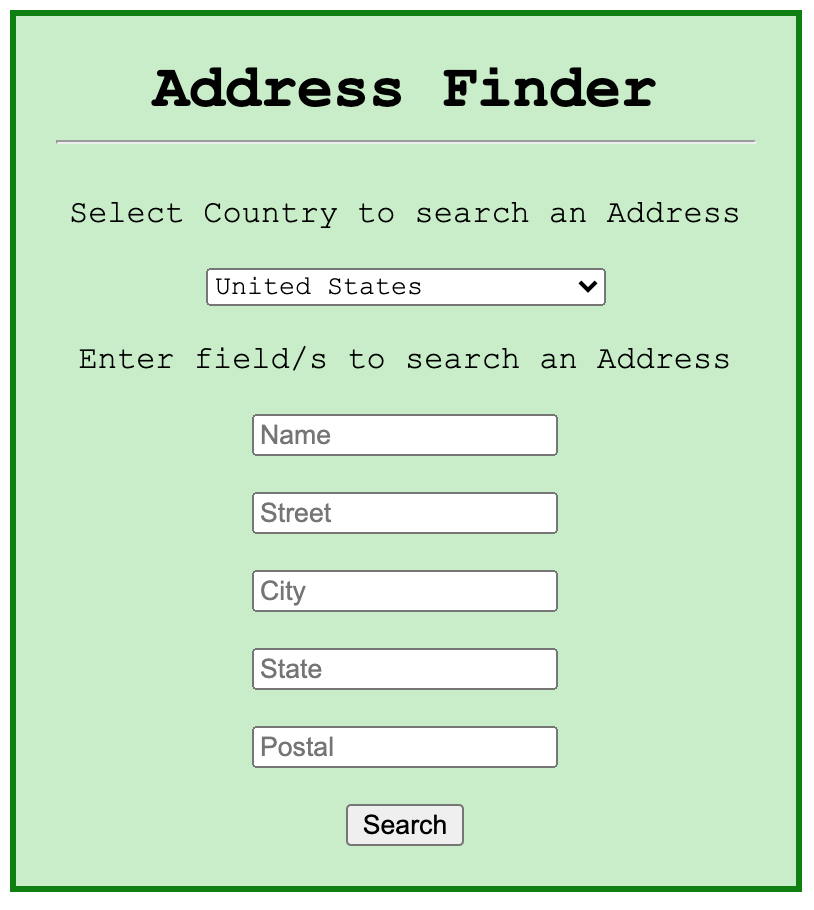 Address Finder
Select Country to search an Address
United States
Enter field/s to search an Address
Name
Street
City
State
Postal
Search